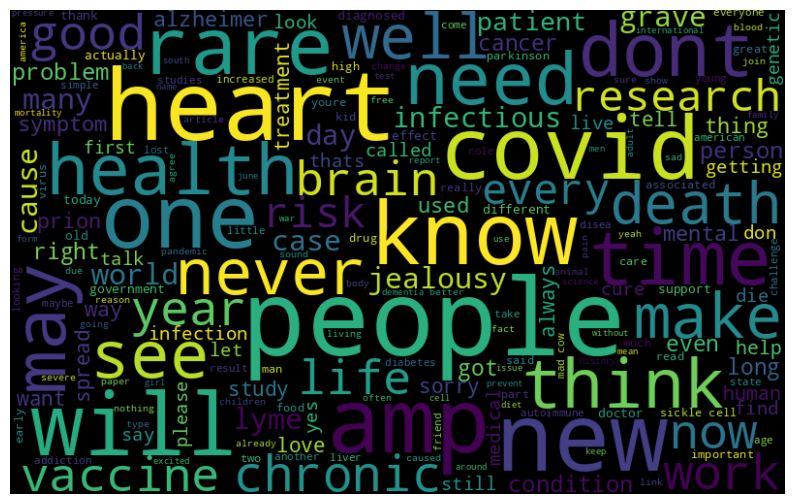 pressure thank alzheimer look diagnosed patient come grave everyone blood
america good rare well cancer dont international genetic
actually parkinson great
problem studies south back increased high event change test sure show young join
many simple name heart treatment youre free need research
mortality article kid infectious live tell thing family
symptom day effect american
first lost agree called role men sad adult person
cause virus health thats brain report covid getting
today june really every associated death
prion old one little risk used different disea mental don
form pandemic war case drug sound use know pain yeah time
right talk never jealousy always care challenge
looking due maybe government world reason body animal science cure support die
may way going year dementia better take fact without much
spread infection let living people history make
severe paper girl result man diabetes said mad cow issue mean read even help
want see life got prevent state long
nothing study sorry often cell part diet think human
please children food yes medical autoimmune doctor sickle cell find
early will type lyme amp friend keep age
say already love new now important
addiction excited two another liver caused around link
vaccine chronic still condition work